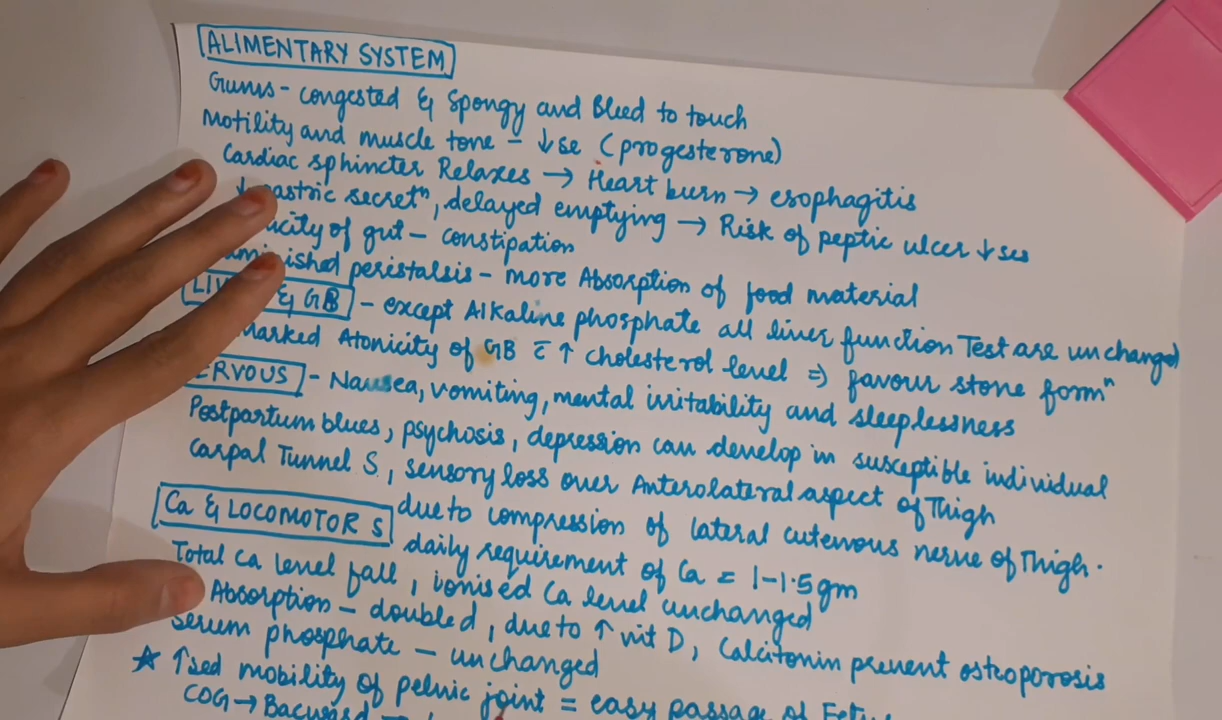 ALIMENTARY SYSTEM
Gums - congested & Spongy and Bleed to touch
Motility and muscle tone - ↓se (progesterone)
Cardiac sphincter Relaxes → Heart burn → esophagitis
↓ gastric secretⁿ, delayed emptying → Risk of peptic ulcer ↓ses
of gut - constipation
peristalsis - more Absorption of food material
& GB - except Alkaline phosphate all liver function Test are unchanged
Marked Atonicity of GB c̄ ↑ cholesterol level ⇒ favour stone formⁿ
NERVOUS - Nausea, vomiting, mental irritability and sleeplessness
Postpartum blues, psychosis, depression can develop in susceptible individual
Carpal Tunnel S, sensory loss over Anterolateral aspect of Thigh
due to compression of lateral cutenous nerve of Thigh.
Ca & LOCOMOTOR S daily requirement of Ca = 1-1.5gm
Total Ca level fall, ionised Ca level unchanged
Absorption - doubled, due to ↑ vit D, Calcitonin prevent osteoporosis
Serum phosphate - unchanged
☆ ↑sed mobility of pelvic joint = easy passage of
COG →